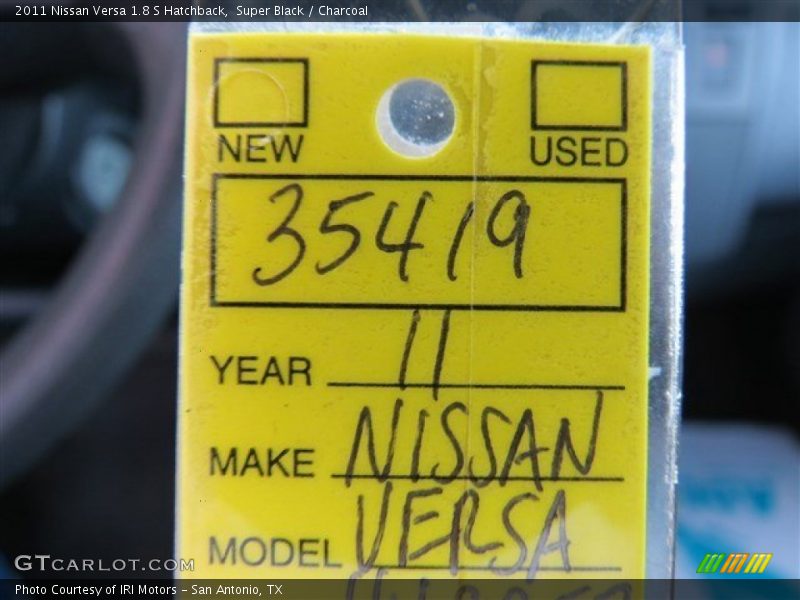 2011 Nissan Versa 1.8 S Hatchback, Super Black / Charcoal
NEW USED
35419
YEAR 11
MAKE NISSAN
MODEL VERSA
GTCARLOT.COM
Photo Courtesy of IRI Motors – San Antonio, TX